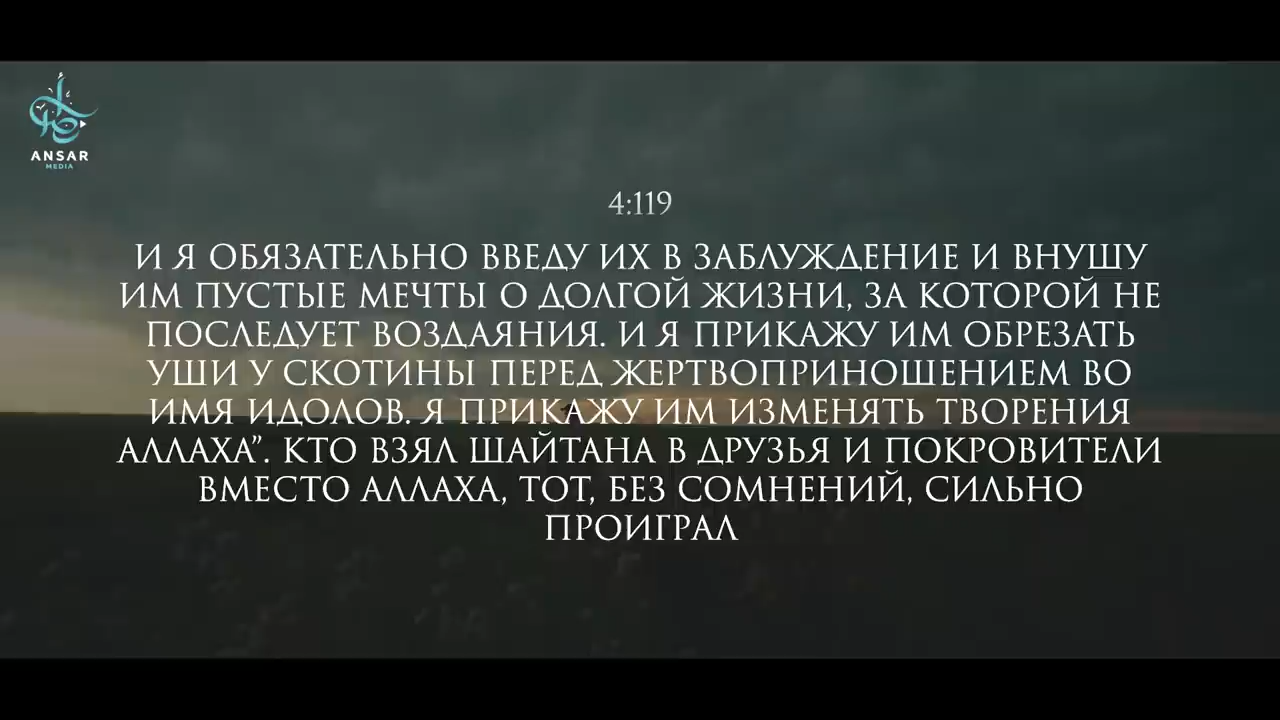 ANSAR
MEDIA
4:119
И Я ОБЯЗАТЕЛЬНО ВВЕДУ ИХ В ЗАБЛУЖДЕНИЕ И ВНУШУ
ИМ ПУСТЫЕ МЕЧТЫ О ДОЛГОЙ ЖИЗНИ, ЗА КОТОРОЙ НЕ
ПОСЛЕДУЕТ ВОЗДАЯНИЯ. И Я ПРИКАЖУ ИМ ОБРЕЗАТЬ
УШИ У СКОТИНЫ ПЕРЕД ЖЕРТВОПРИНОШЕНИЕМ ВО
ИМЯ ИДОЛОВ. Я ПРИКАЖУ ИМ ИЗМЕНЯТЬ ТВОРЕНИЯ
АЛЛАХА”. КТО ВЗЯЛ ШАЙТАНА В ДРУЗЬЯ И ПОКРОВИТЕЛИ
ВМЕСТО АЛЛАХА, ТОТ, БЕЗ СОМНЕНИЙ, СИЛЬНО
ПРОИГРАЛ